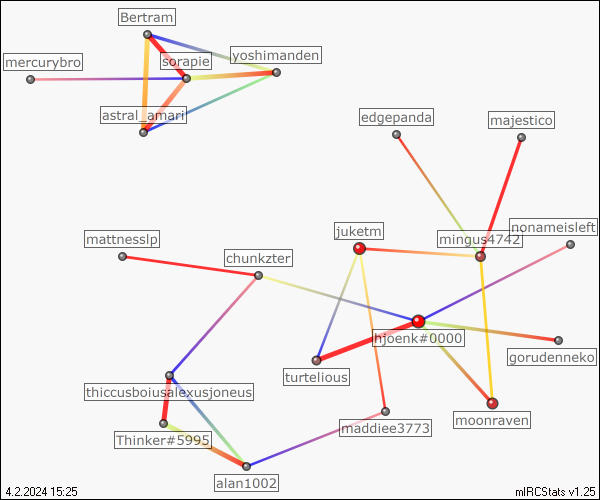 Bertram
yoshimanden
mercurybro
sorapie
astral_amari
edgepanda
majestico
nonameisleft
juketm
mingus4742
mattnesslp
chunkzter
hjoenk#0000
gorudenneko
turtelious
thiccusboiusalexusjoneus
moonraven
maddiee3773
Thinker#5995
alan1002
4.2.2024 15:25
mIRCStats v1.25